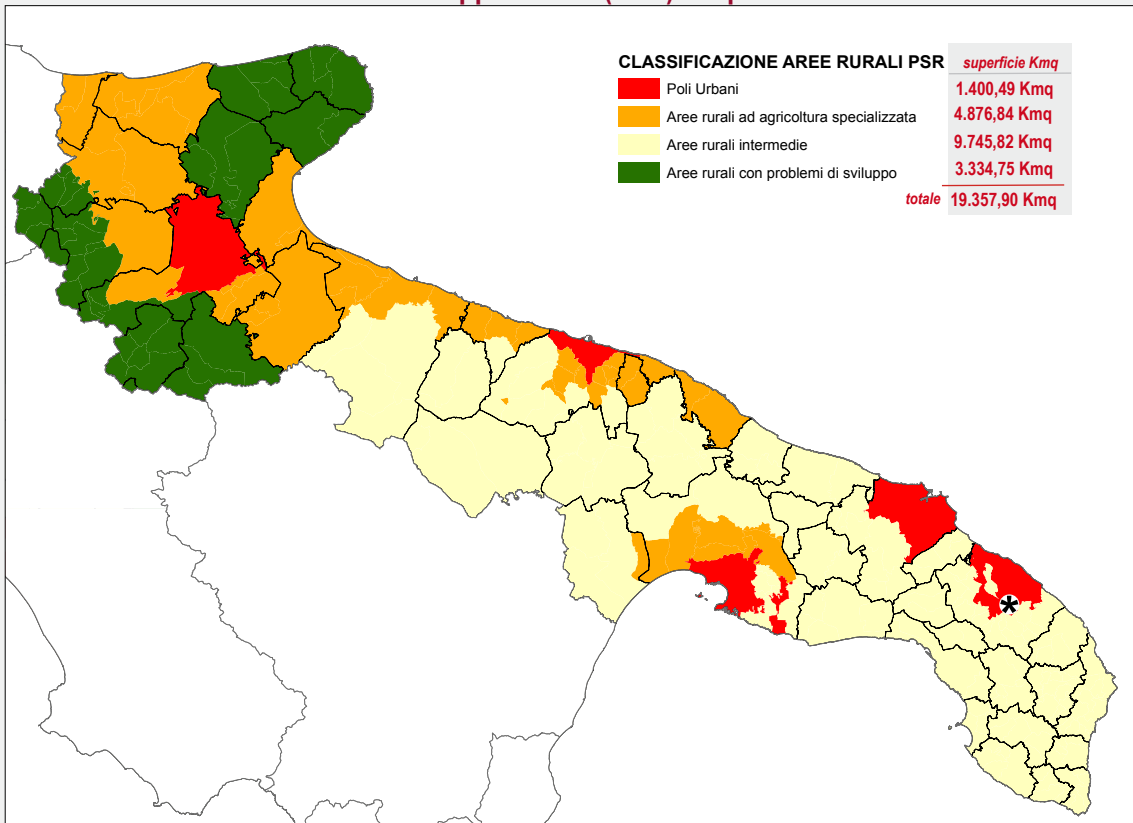 CLASSIFICAZIONE AREE RURALI PSR superficie Kmq
Poli Urbani 1.400,49 Kmq
Aree rurali ad agricoltura specializzata 4.876,84 Kmq
Aree rurali intermedie 9.745,82 Kmq
Aree rurali con problemi di sviluppo 3.334,75 Kmq
totale 19.357,90 Kmq
*